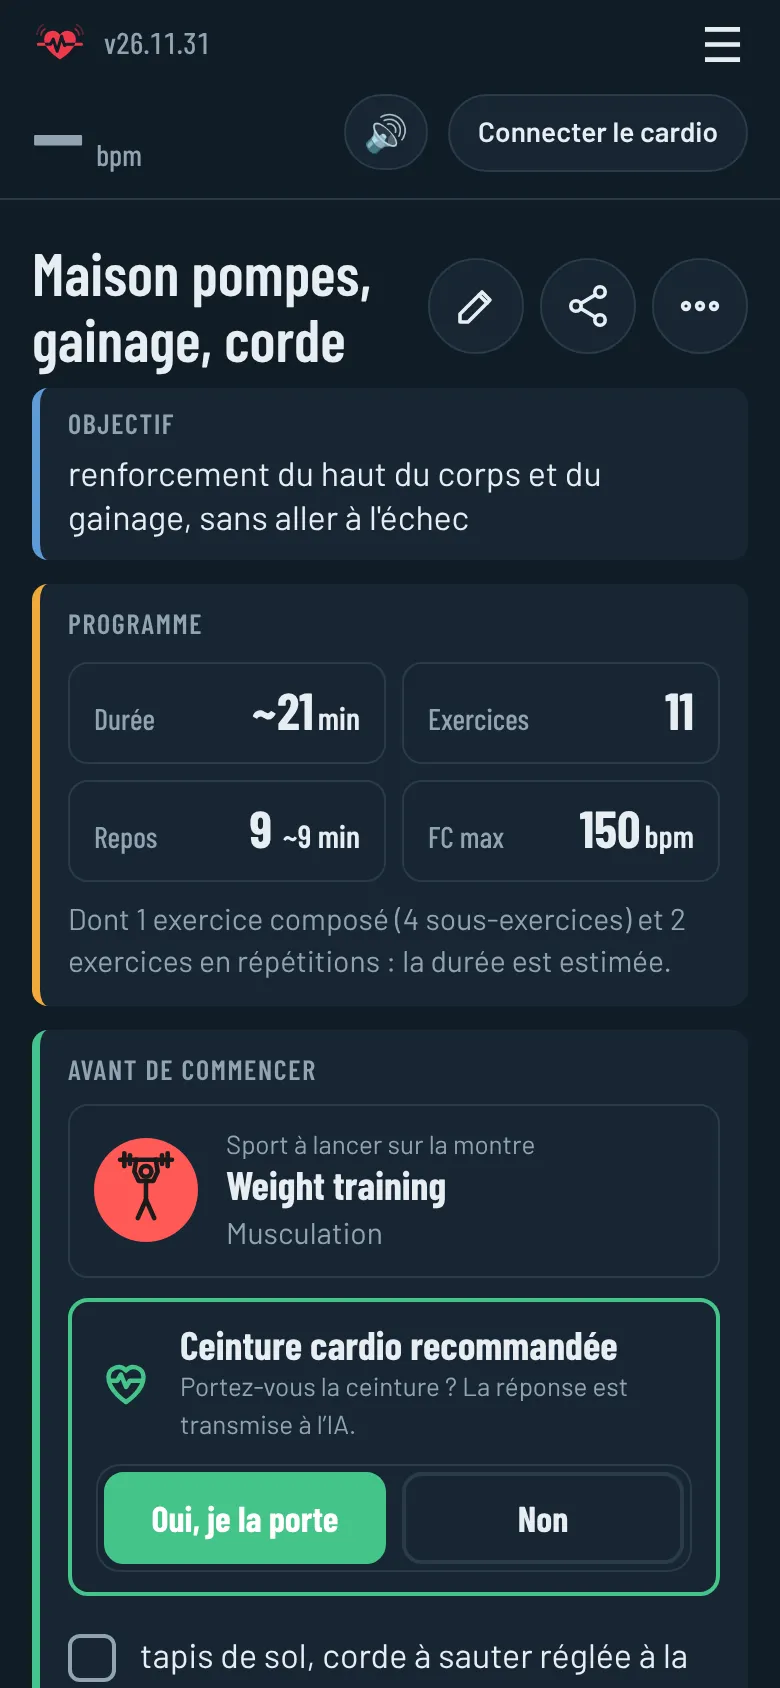 v26.11.31
bpm
Connecter le cardio
Maison pompes,
gainage, corde
OBJECTIF
renforcement du haut du corps et du
gainage, sans aller à l'échec
PROGRAMME
Durée ~21 min
Exercices 11
Repos 9 ~9 min
FC max 150 bpm
Dont 1 exercice composé (4 sous-exercices) et 2
exercices en répétitions : la durée est estimée.
AVANT DE COMMENCER
Sport à lancer sur la montre
Weight training
Musculation
Ceinture cardio recommandée
Portez-vous la ceinture ? La réponse est
transmise à l’IA.
Oui, je la porte
Non
tapis de sol, corde à sauter réglée à la